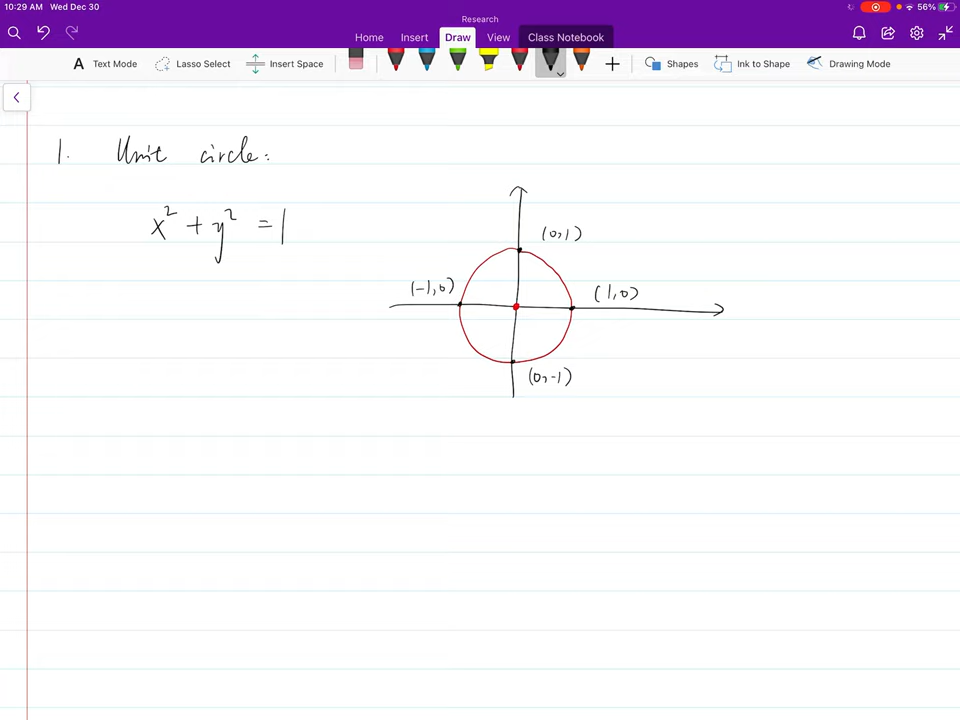 10:29 AM Wed Dec 30
56%
Research
Home Insert Draw View Class Notebook
A Text Mode Lasso Select Insert Space Shapes Ink to Shape Drawing Mode
1. Unit circle:
x² + y² = 1
(0,1)
(-1,0)
(1,0)
(0,-1)